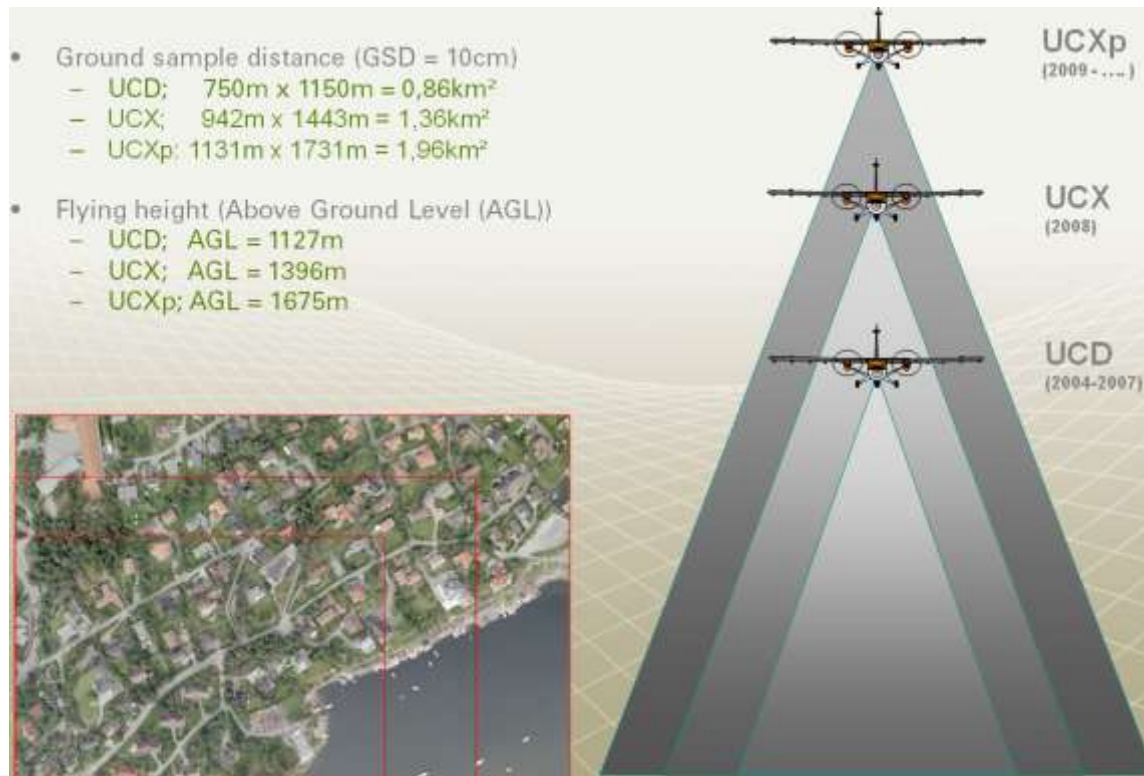 • Ground sample distance (GSD = 10cm)
– UCD; 750m x 1150m = 0,86km²
– UCX; 942m x 1443m = 1,36km²
– UCXp: 1131m x 1731m = 1,96km²
• Flying height (Above Ground Level (AGL))
– UCD; AGL = 1127m
– UCX; AGL = 1396m
– UCXp; AGL = 1675m
UCXp
(2009 - .... )
UCX
(2008)
UCD
(2004-2007)